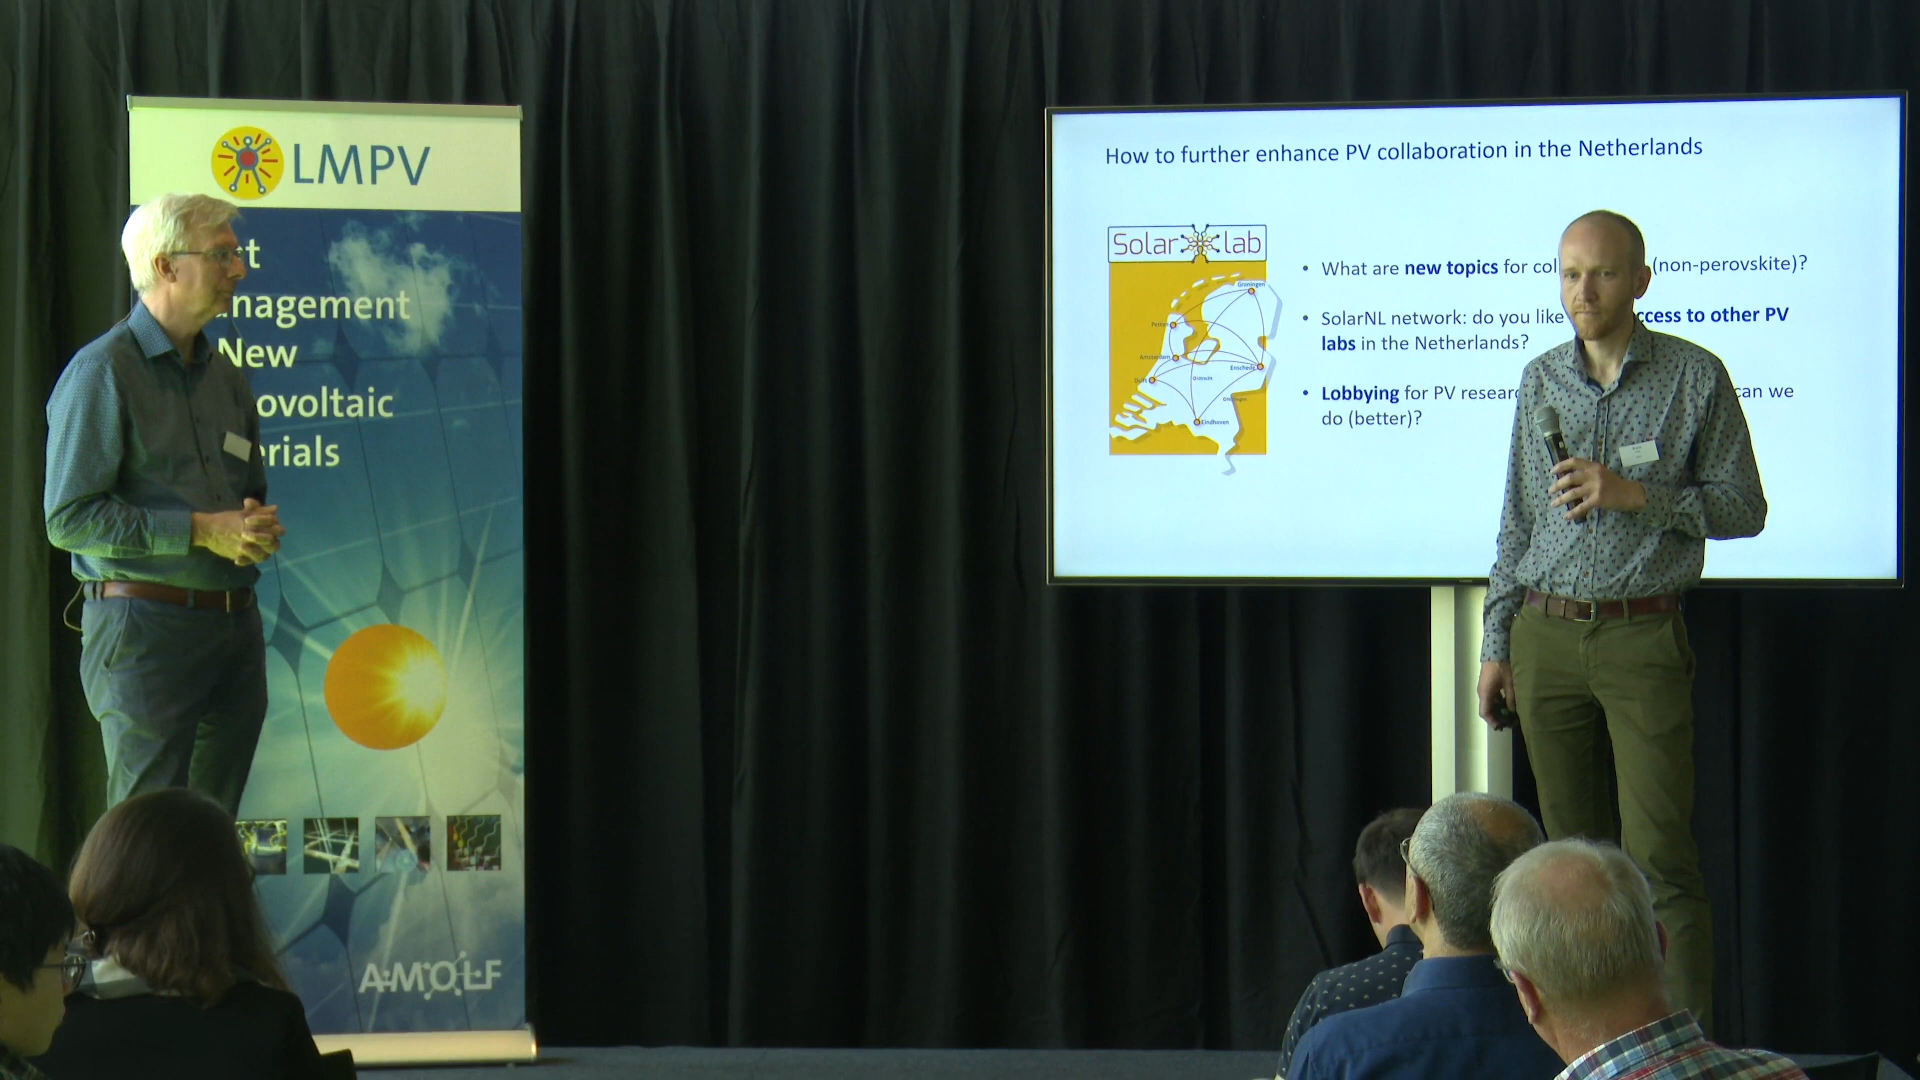 LMPV
nagement
New
ovoltaic
erials
AMOLF
How to further enhance PV collaboration in the Netherlands
Solar lab
Groningen
Petten
Amsterdam
Enschede
Delft
Utrecht
Eindhoven
• What are new topics for col (non-perovskite)?
• SolarNL network: do you like ccess to other PV
labs in the Netherlands?
• Lobbying for PV researc can we
do (better)?